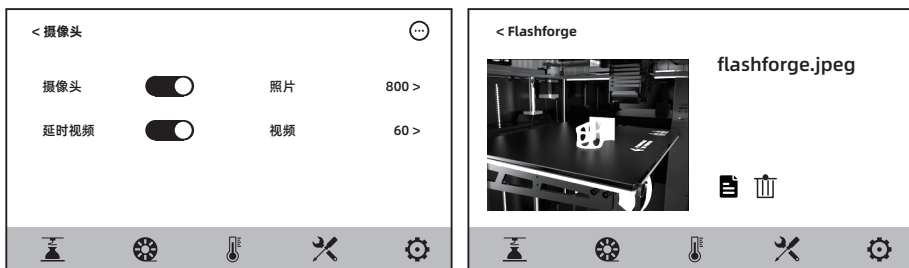 < 摄像头
摄像头 照片 800 >
延时视频 视频 60 >
< Flashforge
flashforge.jpeg